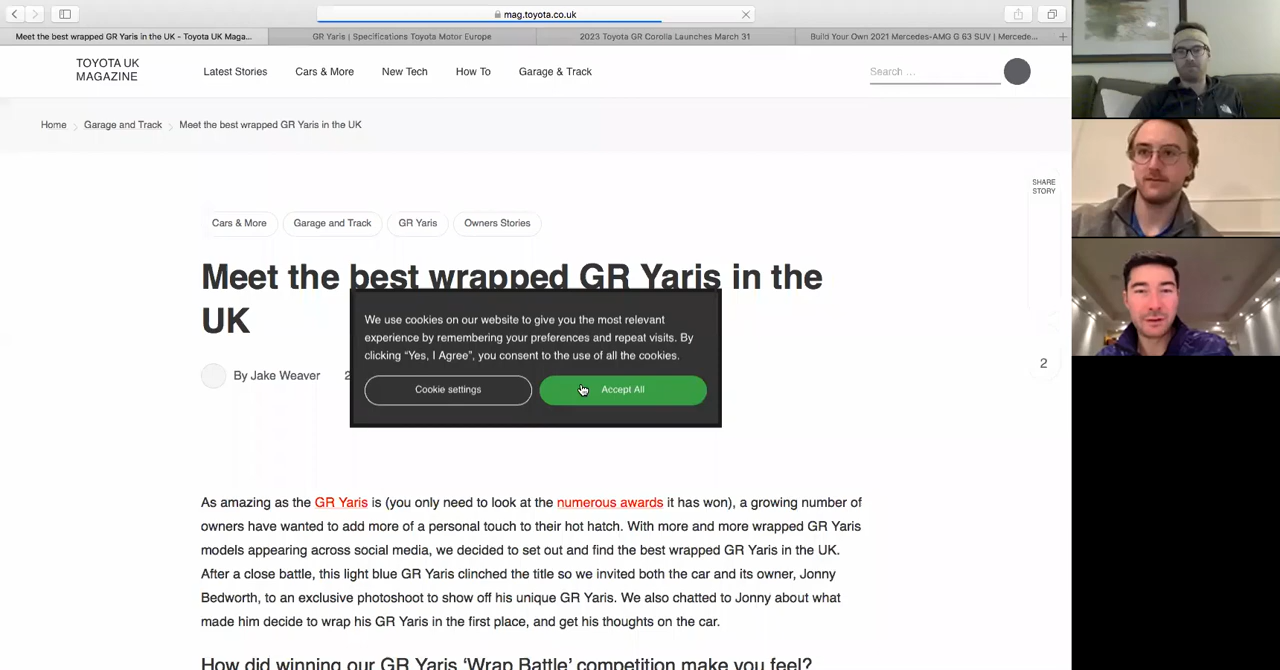 mag.toyota.co.uk
Meet the best wrapped GR Yaris in the UK - Toyota UK Maga...
GR Yaris | Specifications Toyota Motor Europe
2023 Toyota GR Corolla Launches March 31
Build Your Own 2021 Mercedes-AMG G 63 SUV | Mercede...
TOYOTA UK
MAGAZINE
Latest Stories
Cars & More
New Tech
How To
Garage & Track
Search ...
Home
Garage and Track
Meet the best wrapped GR Yaris in the UK
SHARE
STORY
Cars & More
Garage and Track
GR Yaris
Owners Stories
Meet the best wrapped GR Yaris in the
UK
We use cookies on our website to give you the most relevant
experience by remembering your preferences and repeat visits. By
clicking “Yes, I Agree”, you consent to the use of all the cookies.
Cookie settings
Accept All
By Jake Weaver
2
2
As amazing as the GR Yaris is (you only need to look at the numerous awards it has won), a growing number of
owners have wanted to add more of a personal touch to their hot hatch. With more and more wrapped GR Yaris
models appearing across social media, we decided to set out and find the best wrapped GR Yaris in the UK.
After a close battle, this light blue GR Yaris clinched the title so we invited both the car and its owner, Jonny
Bedworth, to an exclusive photoshoot to show off his unique GR Yaris. We also chatted to Jonny about what
made him decide to wrap his GR Yaris in the first place, and get his thoughts on the car.
How did winning our GR Yaris ‘Wrap Battle’ competition make you feel?